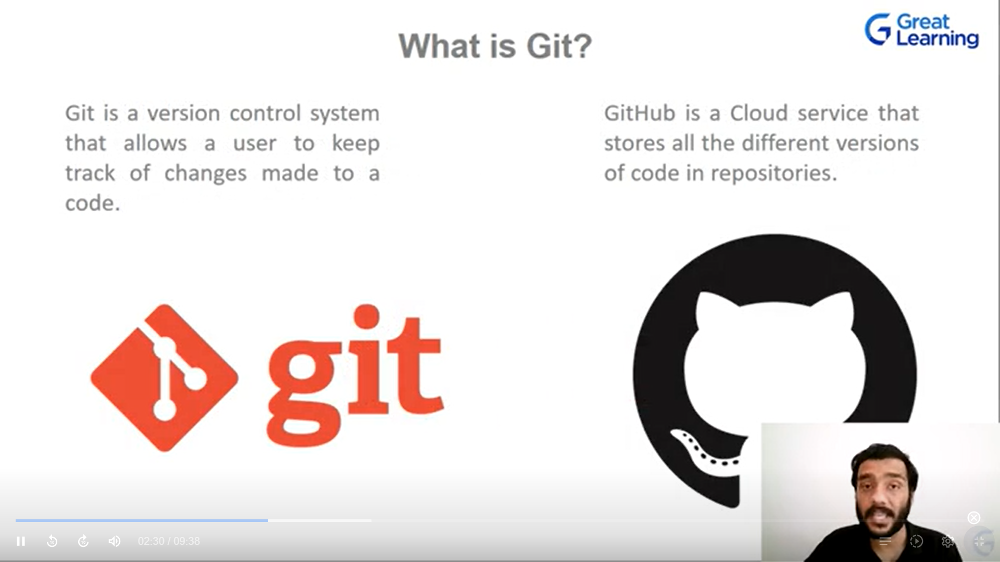 Great
Learning
What is Git?
Git is a version control system
that allows a user to keep
track of changes made to a
code.
GitHub is a Cloud service that
stores all the different versions
of code in repositories.
git
10
10
02:30 / 09:38